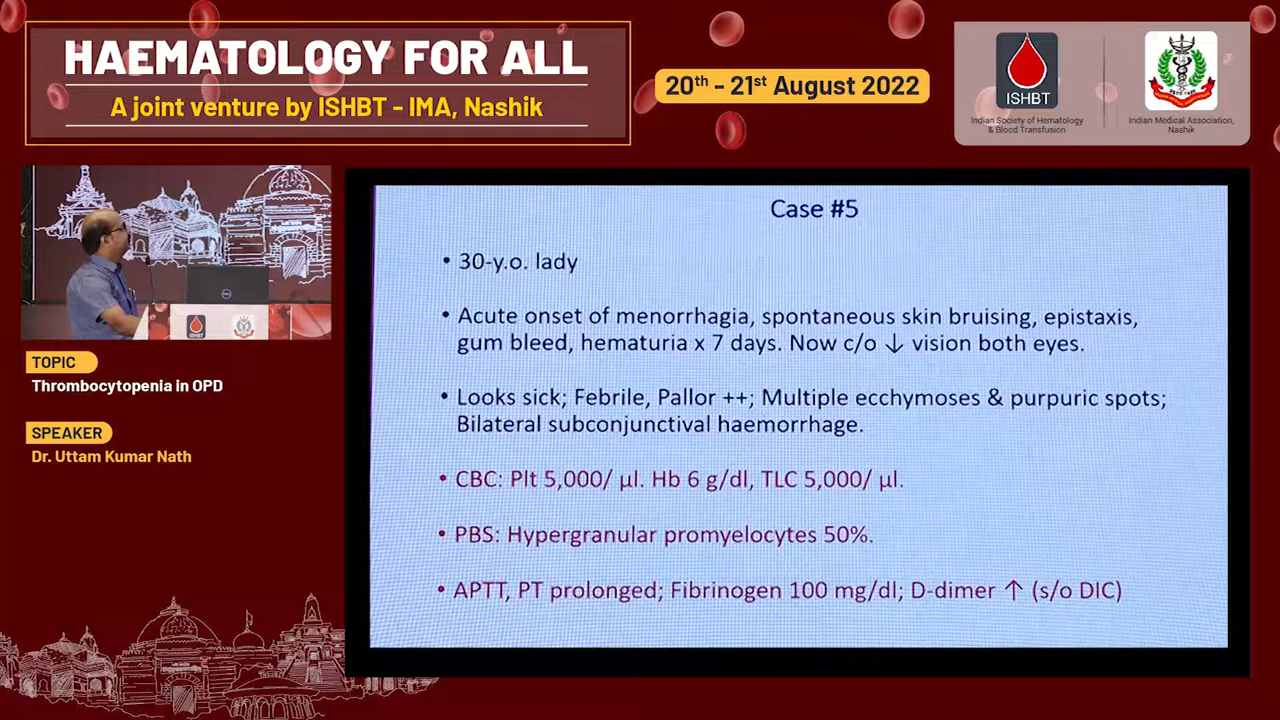 HAEMATOLOGY FOR ALL
A joint venture by ISHBT - IMA, Nashik
20th - 21st August 2022
ISHBT
Indian Society of Hematology
& Blood Transfusion
Indian Medical Association,
Nashik
TOPIC
Thrombocytopenia in OPD
SPEAKER
Dr. Uttam Kumar Nath
Case #5
• 30-y.o. lady
• Acute onset of menorrhagia, spontaneous skin bruising, epistaxis,
gum bleed, hematuria x 7 days. Now c/o ↓ vision both eyes.
• Looks sick; Febrile, Pallor ++; Multiple ecchymoses & purpuric spots;
Bilateral subconjunctival haemorrhage.
• CBC: Plt 5,000/ µl. Hb 6 g/dl, TLC 5,000/ µl.
• PBS: Hypergranular promyelocytes 50%.
• APTT, PT prolonged; Fibrinogen 100 mg/dl; D-dimer ↑ (s/o DIC)